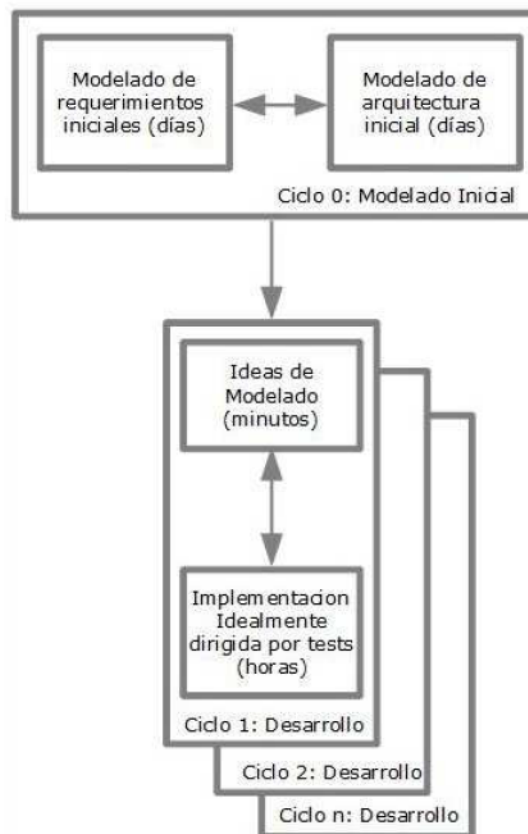 Modelado de
requerimientos
iniciales (días)
Modelado de
arquitectura
inicial (días)
Ciclo 0: Modelado Inicial
Ideas de
Modelado
(minutos)
Implementacion
Idealmente
dirigida por tests
(horas)
Ciclo 1: Desarrollo
Ciclo 2: Desarrollo
Ciclo n: Desarrollo